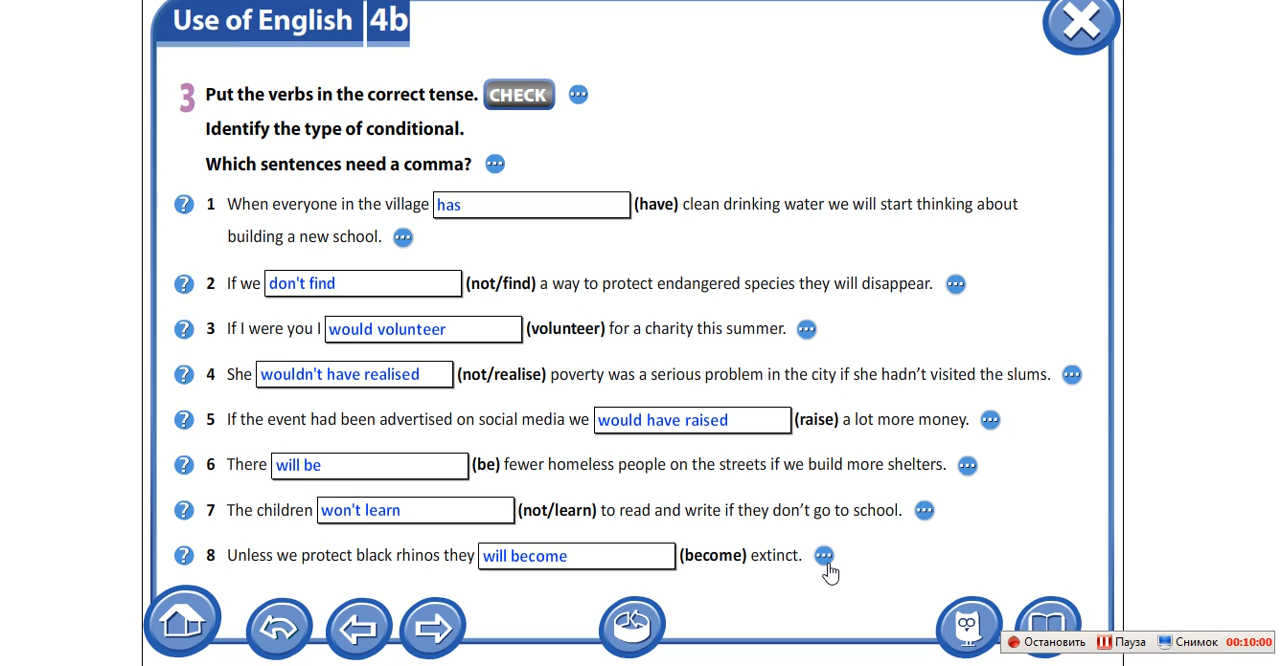 Use of English 4b
3 Put the verbs in the correct tense. CHECK
Identify the type of conditional.
Which sentences need a comma?
? 1 When everyone in the village has (have) clean drinking water we will start thinking about
building a new school.
? 2 If we don't find (not/find) a way to protect endangered species they will disappear.
? 3 If I were you I would volunteer (volunteer) for a charity this summer.
? 4 She wouldn't have realised (not/realise) poverty was a serious problem in the city if she hadn’t visited the slums.
? 5 If the event had been advertised on social media we would have raised (raise) a lot more money.
? 6 There will be (be) fewer homeless people on the streets if we build more shelters.
? 7 The children won't learn (not/learn) to read and write if they don’t go to school.
? 8 Unless we protect black rhinos they will become (become) extinct.
Остановить Пауза Снимок 00:10:00